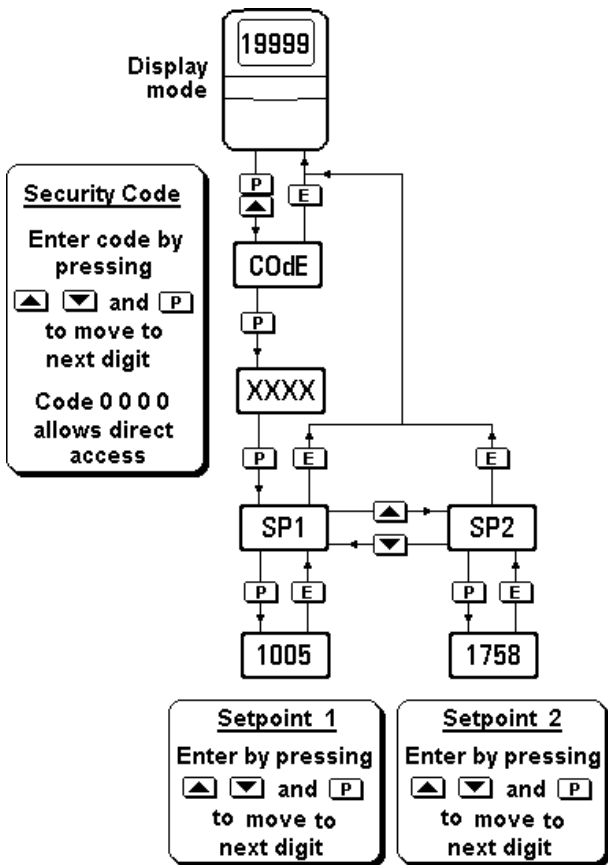 19999
Display
mode
P
▲
E
Security Code
Enter code by
pressing
▲ ▼ and P
to move to
next digit
Code 0 0 0 0
allows direct
access
COdE
P
XXXX
P
E
E
SP1
▲
▼
SP2
P
E
P
E
1005
1758
Setpoint 1
Enter by pressing
▲ ▼ and P
to move to
next digit
Setpoint 2
Enter by pressing
▲ ▼ and P
to move to
next digit